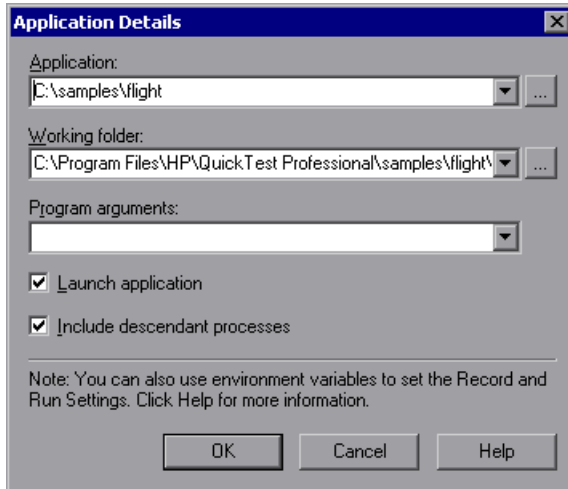 Application Details
Application:
C:\samples\flight
...
Working folder:
C:\Program Files\HP\QuickTest Professional\samples\flight\
...
Program arguments:
Launch application
Include descendant processes
Note: You can also use environment variables to set the Record and
Run Settings. Click Help for more information.
OK Cancel Help